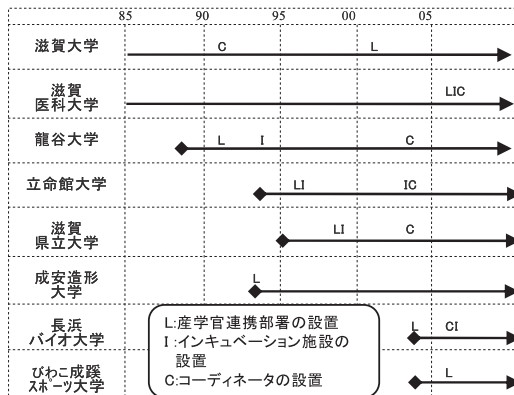 85 90 95 00 05
滋賀大学 C L
滋賀
医科大学 LIC
龍谷大学 L I C
立命館大学 LI IC
滋賀
県立大学 LI C
成安造形
大学 L
長浜
バイオ大学 L CI
びわこ成蹊
スポーツ大学 L
L:産学官連携部署の設置
I:インキュベーション施設の
設置
C:コーディネータの設置